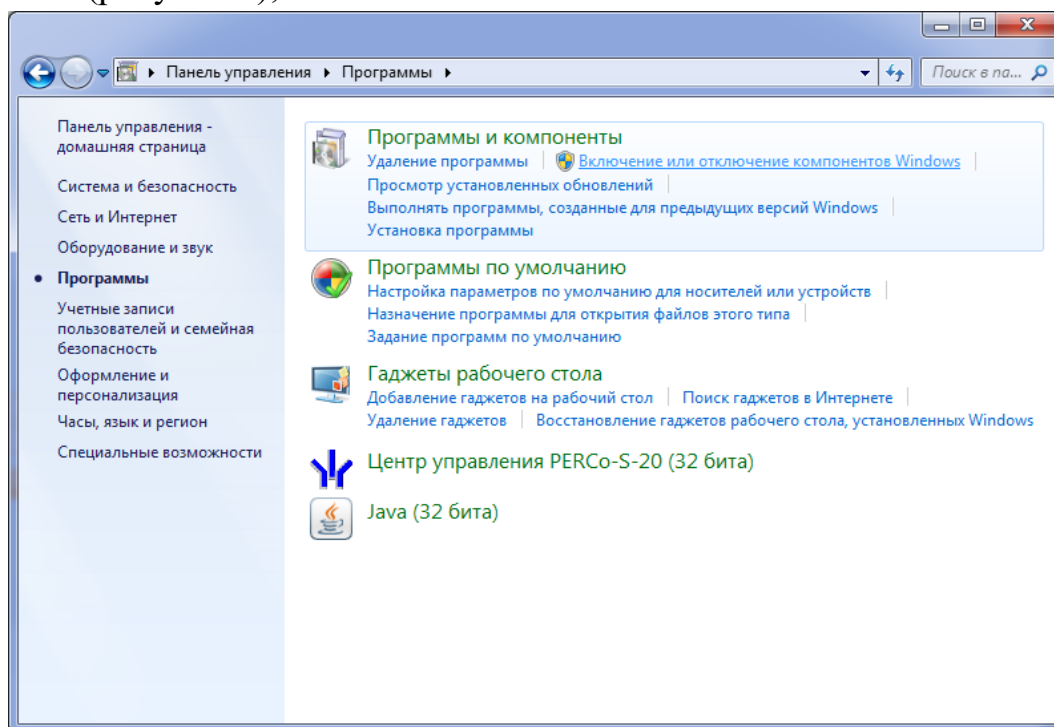 Панель управления ▸ Программы ▸
Поиск в па...
Панель управления -
домашняя страница
Система и безопасность
Сеть и Интернет
Оборудование и звук
Программы
Учетные записи
пользователей и семейная
безопасность
Оформление и
персонализация
Часы, язык и регион
Специальные возможности
Программы и компоненты
Удаление программы | Включение или отключение компонентов Windows
Просмотр установленных обновлений
Выполнять программы, созданные для предыдущих версий Windows
Установка программы
Программы по умолчанию
Настройка параметров по умолчанию для носителей или устройств
Назначение программы для открытия файлов этого типа
Задание программ по умолчанию
Гаджеты рабочего стола
Добавление гаджетов на рабочий стол | Поиск гаджетов в Интернете
Удаление гаджетов | Восстановление гаджетов рабочего стола, установленных Windows
Центр управления PERCo-S-20 (32 бита)
Java (32 бита)